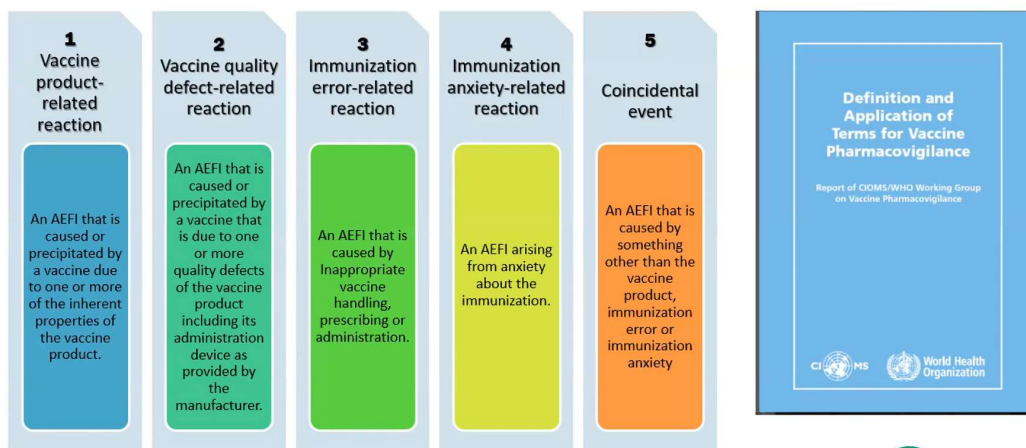 1
Vaccine
product-
related
reaction
An AEFI that is
caused or
precipitated by
a vaccine due
to one or more
of the inherent
properties of
the vaccine
product.
2
Vaccine quality
defect-related
reaction
An AEFI that is
caused or
precipitated by
a vaccine that
is due to one
or more
quality defects
of the vaccine
product
including its
administration
device as
provided by
the
manufacturer.
3
Immunization
error-related
reaction
An AEFI that is
caused by
Inappropriate
vaccine
handling,
prescribing or
administration.
4
Immunization
anxiety-related
reaction
An AEFI arising
from anxiety
about the
immunization.
5
Coincidental
event
An AEFI that is
caused by
something
other than the
vaccine
product,
immunization
error or
immunization
anxiety
Definition and
Application of
Terms for Vaccine
Pharmacovigilance
Report of CIOMS/WHO Working Group
on Vaccine Pharmacovigilance
CI MS
World Health
Organization